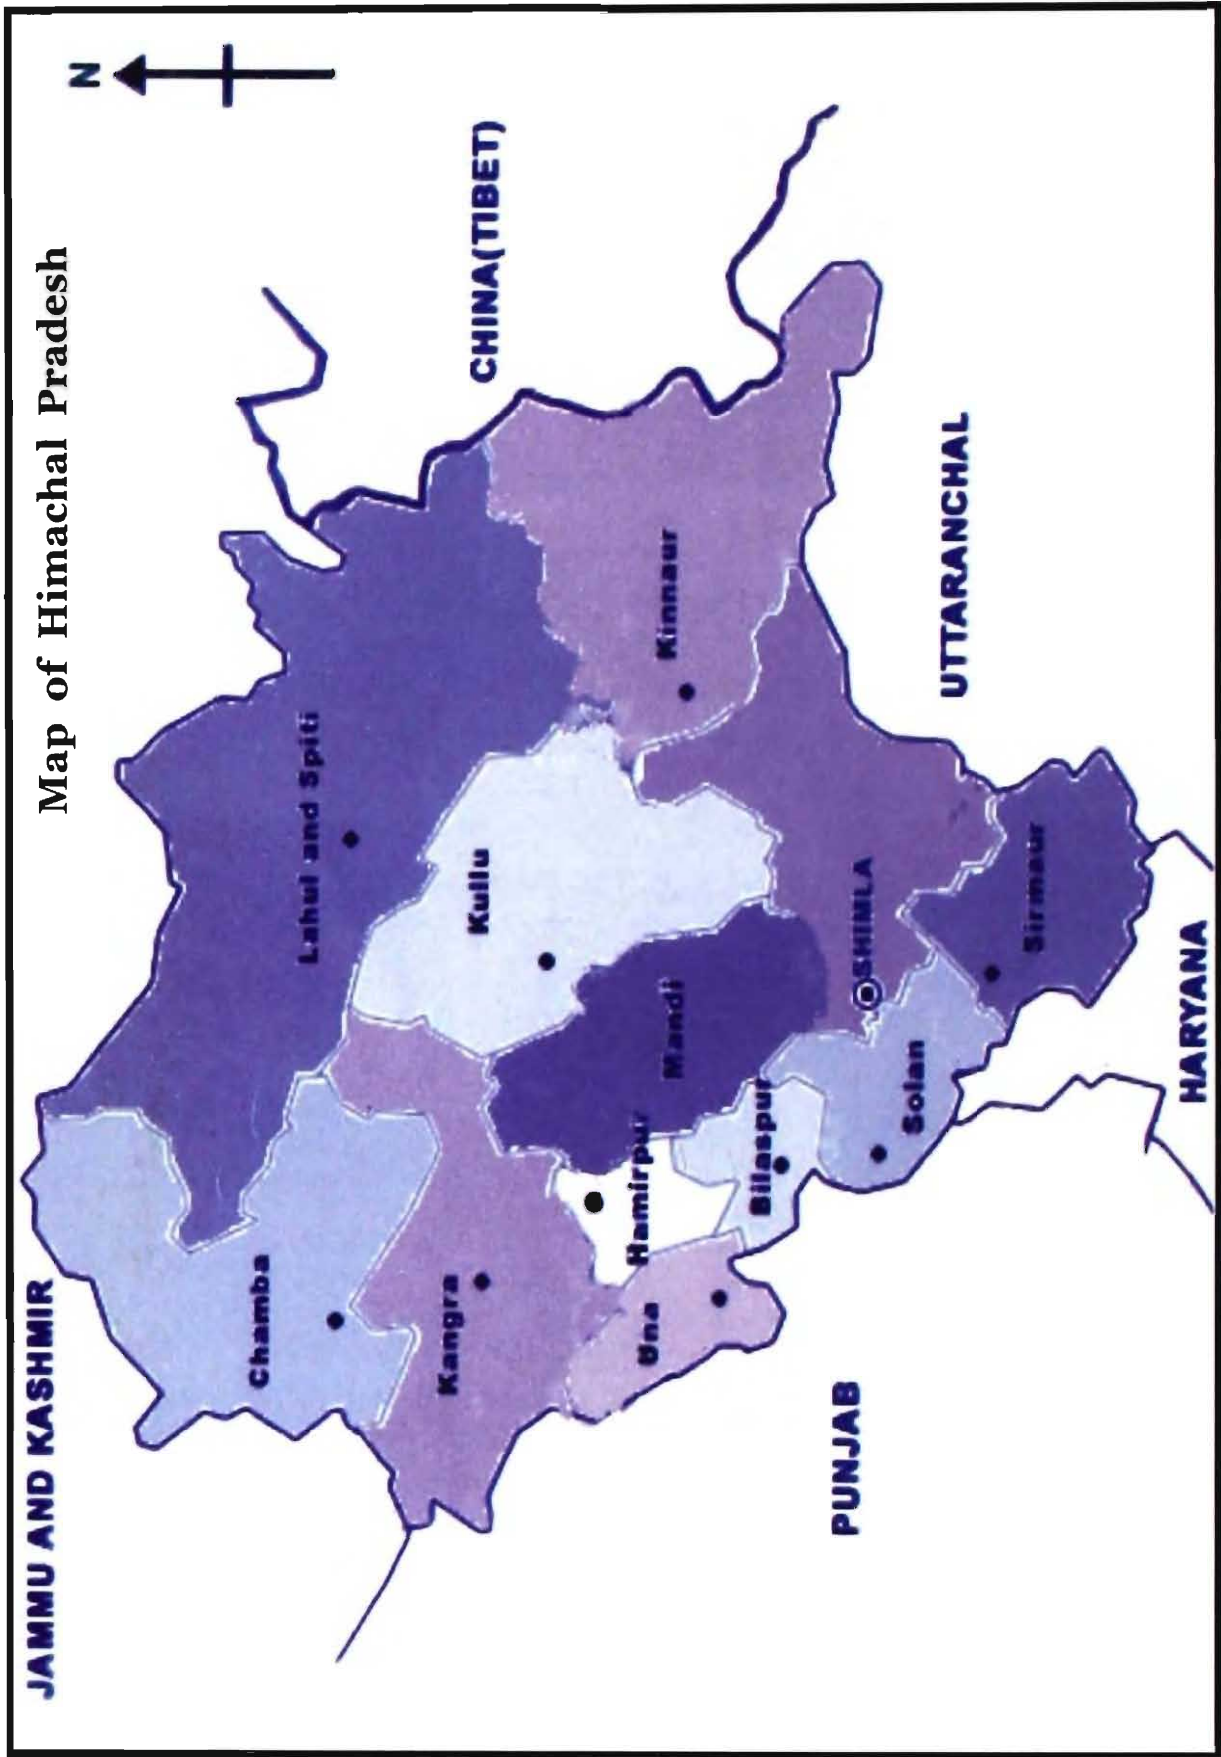 Map of Himachal Pradesh
N
JAMMU AND KASHMIR
CHINA(TIBET)
Chamba
Lahul and Spiti
Kangra
Kullu
Una
Hamirpur
Mandi
Kinnaur
Bilaspur
SHIMLA
Solan
Sirmaur
PUNJAB
UTTARANCHAL
HARYANA